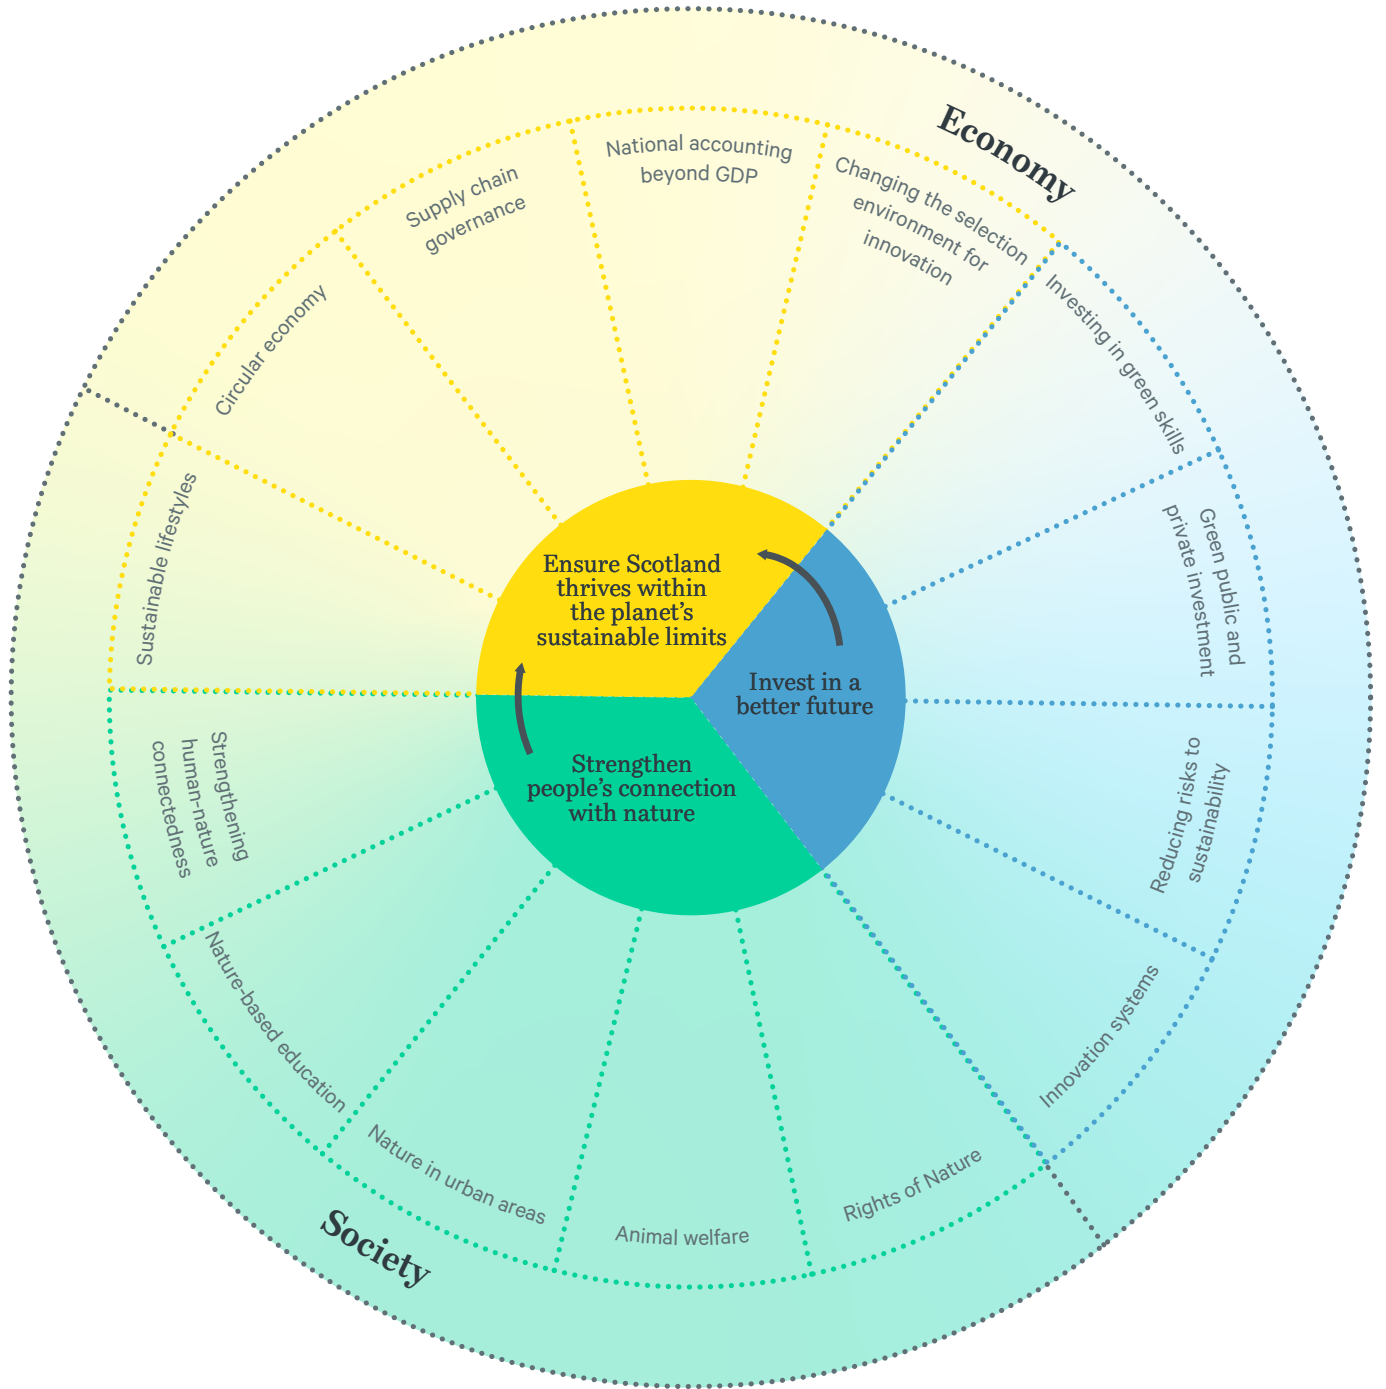 Economy
National accounting
beyond GDP
Changing the selection
environment for
innovation
Investing in green skills
Green public and
private investment
Reducing risks to
sustainability
Innovation systems
Rights of Nature
Animal welfare
Nature in urban areas
Nature-based education
Strengthening
human-nature
connectedness
Sustainable lifestyles
Circular economy
Supply chain
governance
Society
Ensure Scotland
thrives within
the planet’s
sustainable limits
Invest in a
better future
Strengthen
people’s connection
with nature